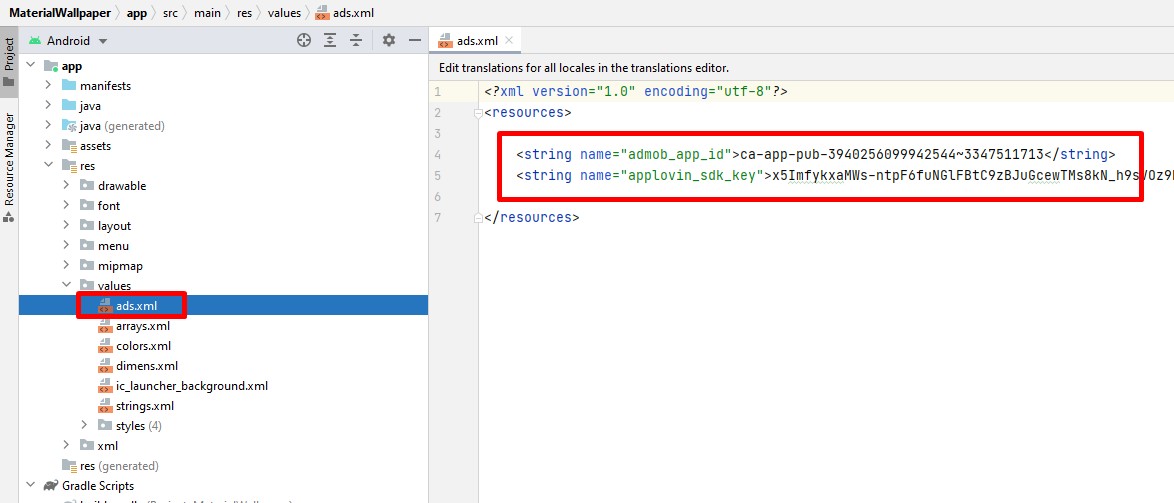 MaterialWallpaper app src main res values ads.xml
Project
Resource Manager
Android
app
manifests
java
java (generated)
assets
res
drawable
font
layout
menu
mipmap
values
ads.xml
arrays.xml
colors.xml
dimens.xml
ic_launcher_background.xml
strings.xml
styles (4)
xml
res (generated)
Gradle Scripts
ads.xml
Edit translations for all locales in the translations editor.
1 <?xml version="1.0" encoding="utf-8"?>
2 <resources>
3
4 <string name="admob_app_id">ca-app-pub-3940256099942544~3347511713</string>
5 <string name="applovin_sdk_key">x5ImfykxaMWs-ntpF6fuNGlFBtC9zBJuGcewTMs8kN_h9s
6
7 </resources>